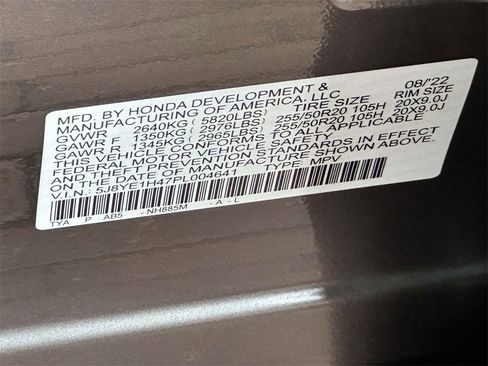 MFD. BY HONDA DEVELOPMENT & 08/'22
MANUFACTURING OF AMERICA, LLC
TIRE SIZE RIM SIZE
GVWR 2640KG (5820LBS)
GAWR F 1350KG (2976LBS) 255/50R20 105H 20X9.0J
GAWR R 1345KG (2965LBS) 255/50R20 105H 20X9.0J
THIS VEHICLE CONFORMS TO ALL APPLICABLE
FEDERAL MOTOR VEHICLE SAFETY BUMPER
AND THEFT PREVENTION STANDARDS IN EFFECT
ON THE DATE OF MANUFACTURE SHOWN ABOVE.
V.I.N.: 5J8YE1H47PL004641 TYPE: MPV
TYA P AB5 - NH885M - A - L